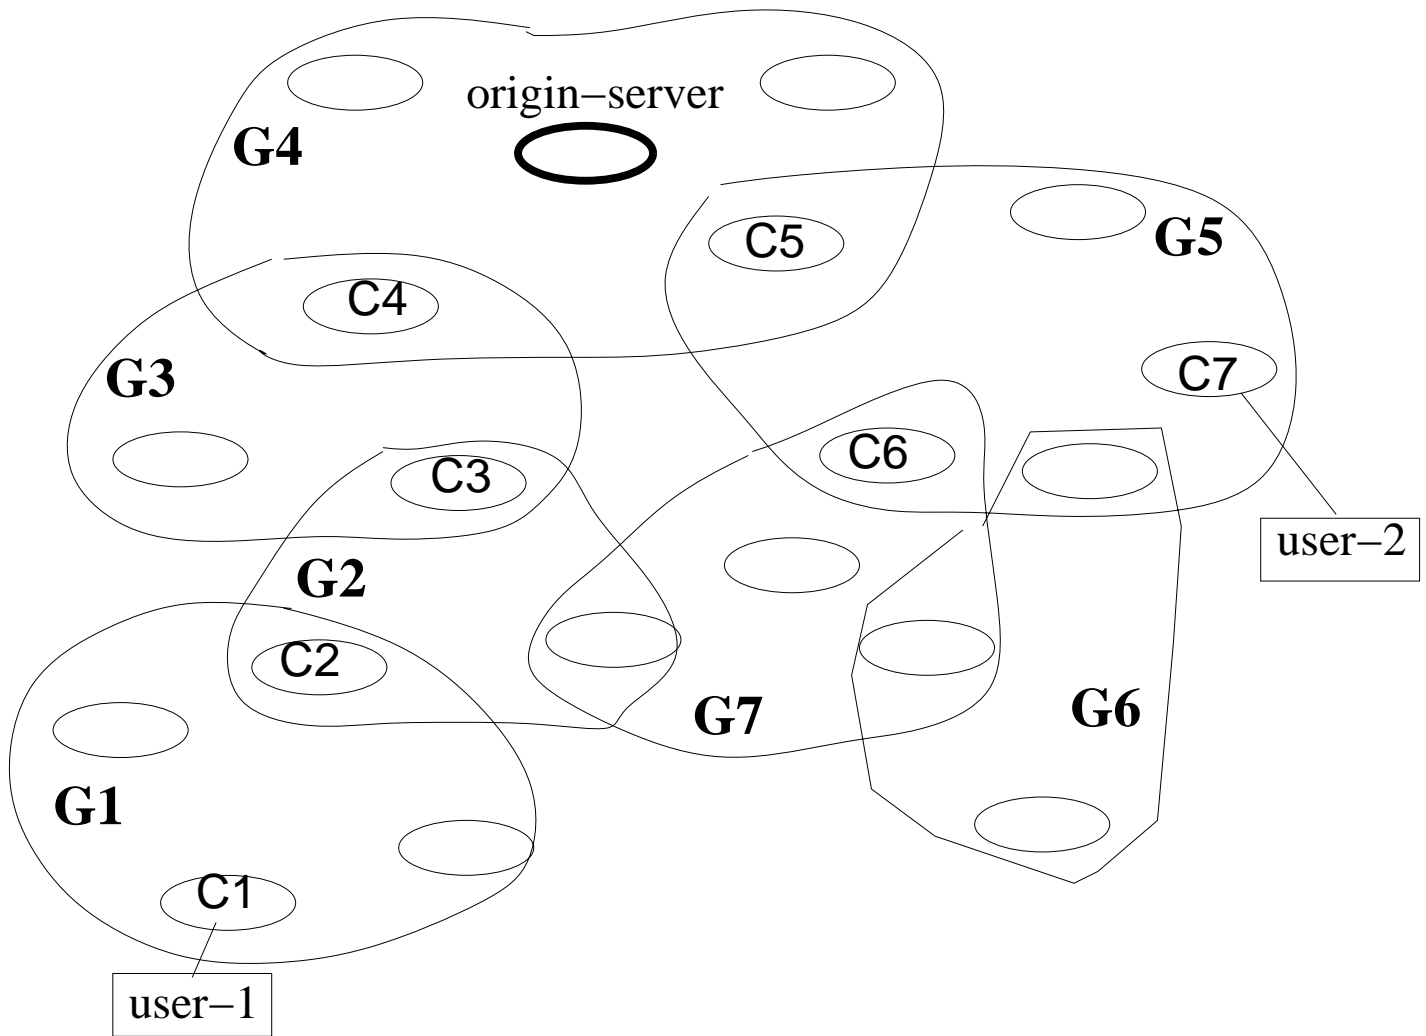 origin−server
G4
C5
G5
C4
G3
C7
C6
C3
user−2
G2
C2
G7
G6
G1
C1
user−1